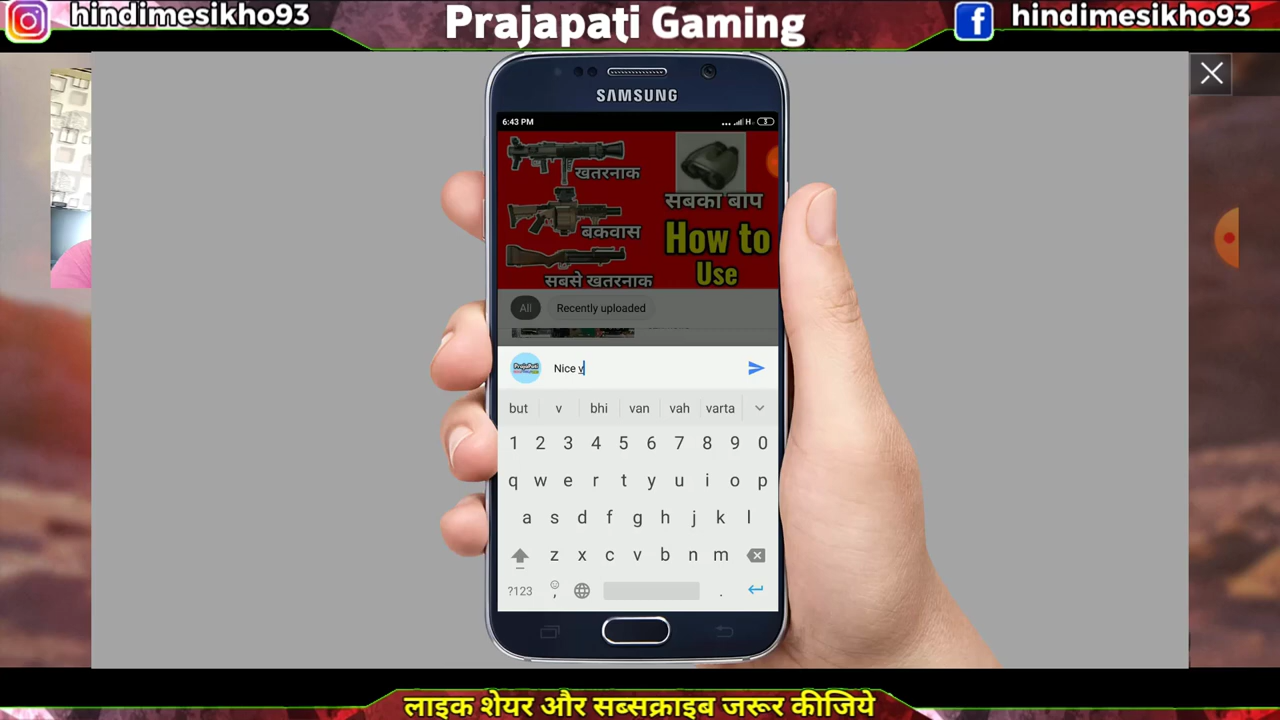 hindimesikho93
Prajapati Gaming
hindimesikho93
SAMSUNG
6:43 PM
H
खतरनाक
बकवास
सबसे खतरनाक
सबका बाप
How to
Use
All
Recently uploaded
PrajaPati
Nice v
but v bhi van vah varta
1 2 3 4 5 6 7 8 9 0
q w e r t y u i o p
a s d f g h j k l
z x c v b n m
?123 , .
लाइक शेयर और सब्सक्राइब जरूर कीजिये